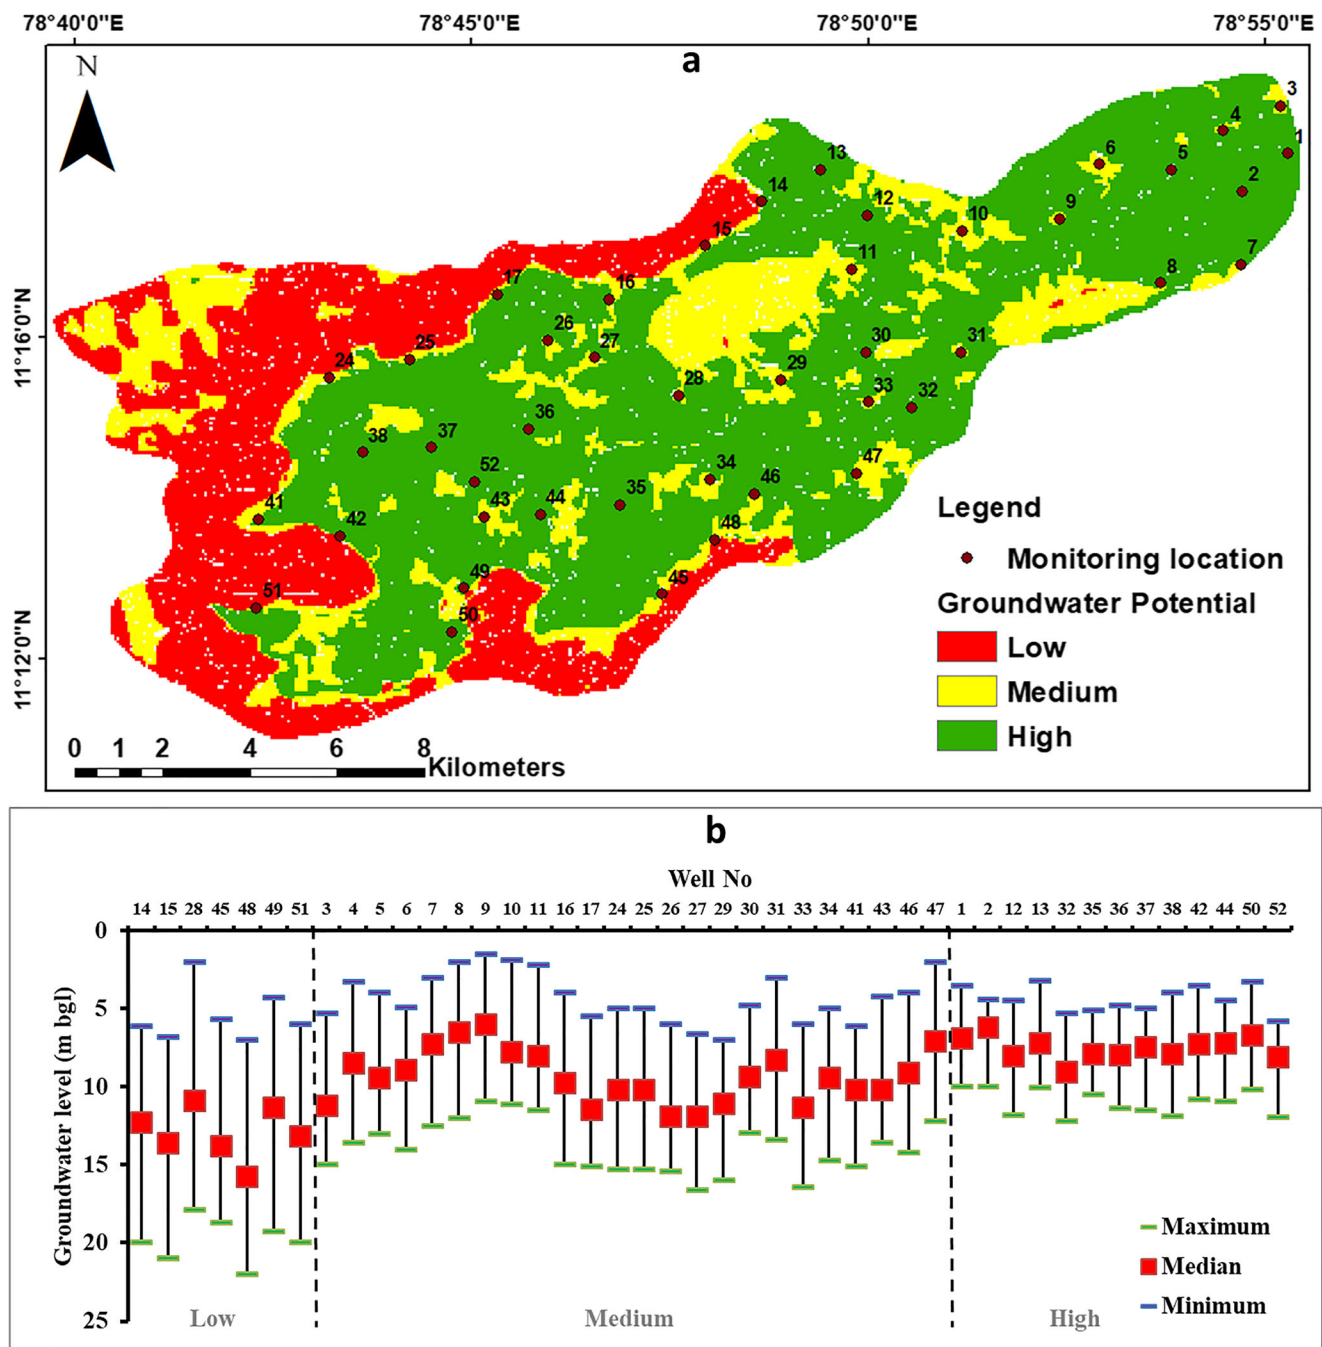 78°40'0"E 78°45'0"E 78°50'0"E 78°55'0"E
a
N
3
4
1
13
6
5
2
14
12
9
10
15
7
11
8
17
16
11°16'0"N
26
27
30
31
25
24
29
28
33
32
36
38
37
47
52
34
46
35
43
44
41
42
48
Legend
Monitoring location
49
45
51
Groundwater Potential
50
Low
11°12'0"N
Medium
High
0 1 2 4 6 8
Kilometers
b
Well No
14 15 28 45 48 49 51 3 4 5 6 7 8 9 10 11 16 17 24 25 26 27 29 30 31 33 34 41 43 46 47 1 2 12 13 32 35 36 37 38 42 44 50 52
0
5
10
15
20
25
Groundwater level (m bgl)
Maximum
Median
Minimum
Low Medium High